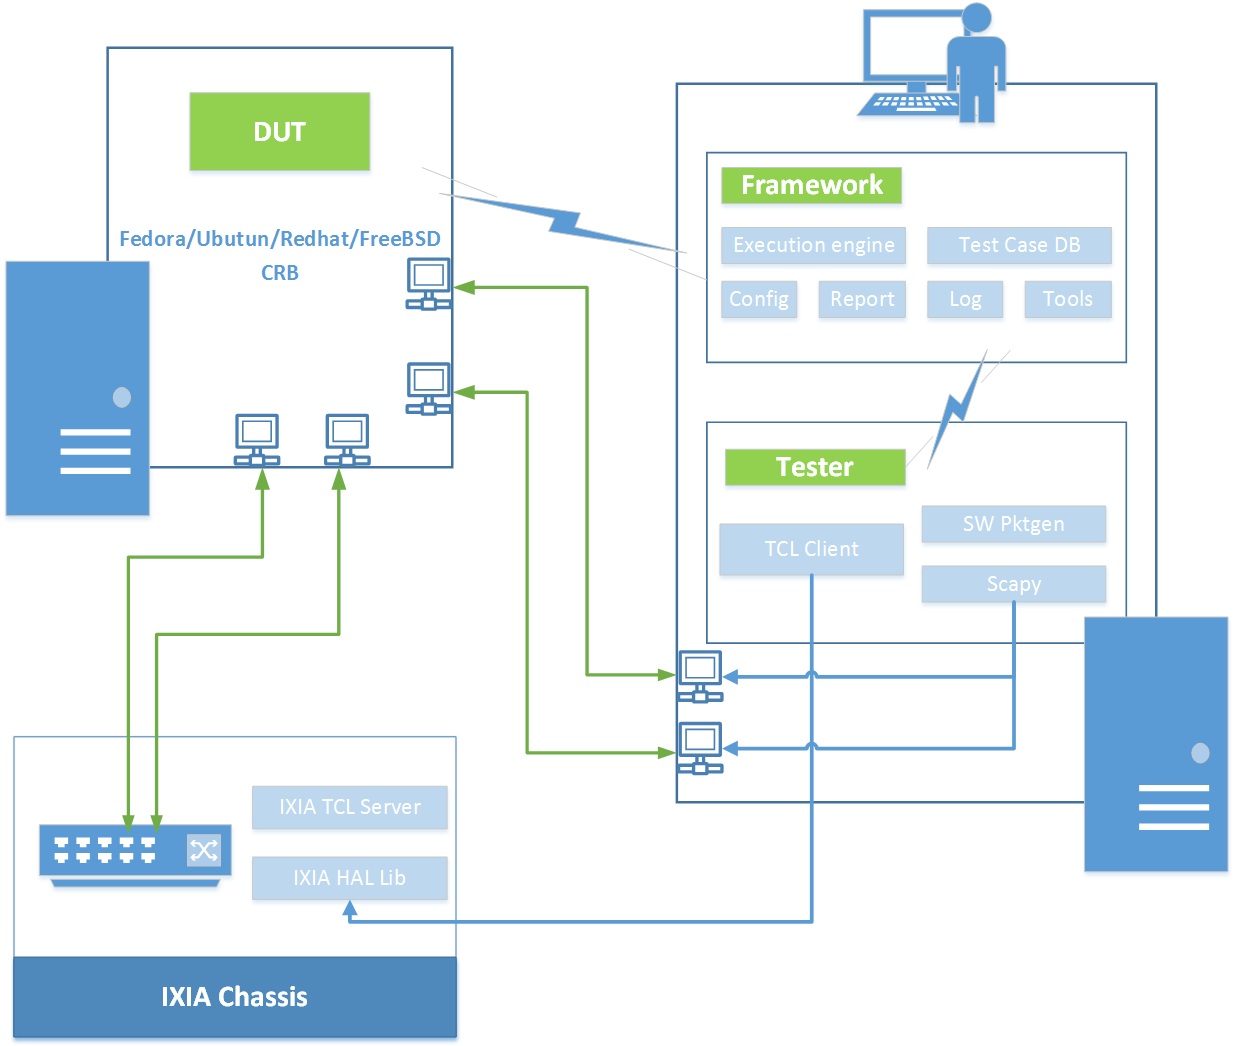 DUT
Fedora/Ubutun/Redhat/FreeBSD
CRB
Framework
Execution engine
Test Case DB
Config
Report
Log
Tools
Tester
TCL Client
SW Pktgen
Scapy
IXIA TCL Server
IXIA HAL Lib
IXIA Chassis